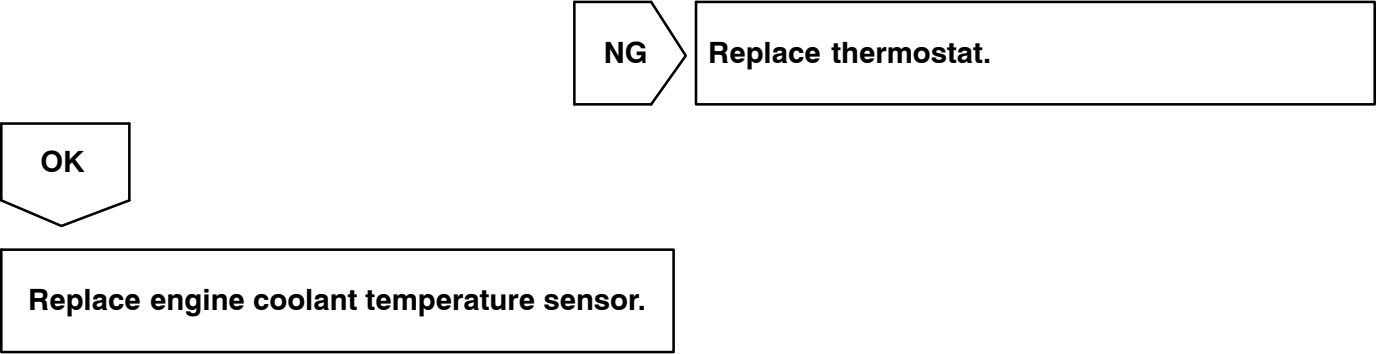 NG
Replace thermostat.
OK
Replace engine coolant temperature sensor.